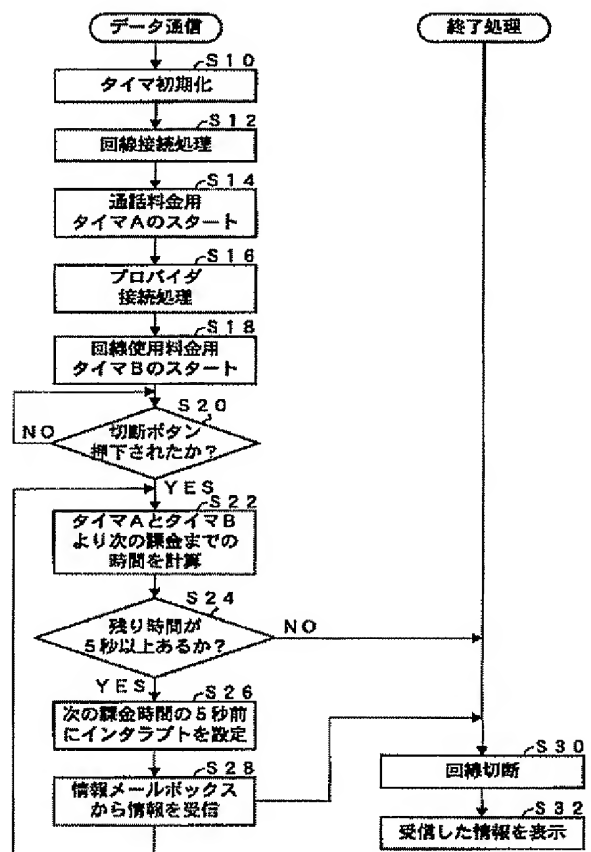 データ通信
終了処理
S10
タイマ初期化
S12
回線接続処理
S14
通話料金用
タイマAのスタート
S16
プロバイダ
接続処理
S18
回線使用料金用
タイマBのスタート
S20
切断ボタン
押下されたか？
NO
YES
S22
タイマAとタイマB
より次の課金までの
時間を計算
S24
残り時間が
5秒以上あるか？
NO
YES
S26
次の課金時間の5秒前
にインタラプトを設定
S28
情報メールボックス
から情報を受信
S30
回線切断
S32
受信した情報を表示